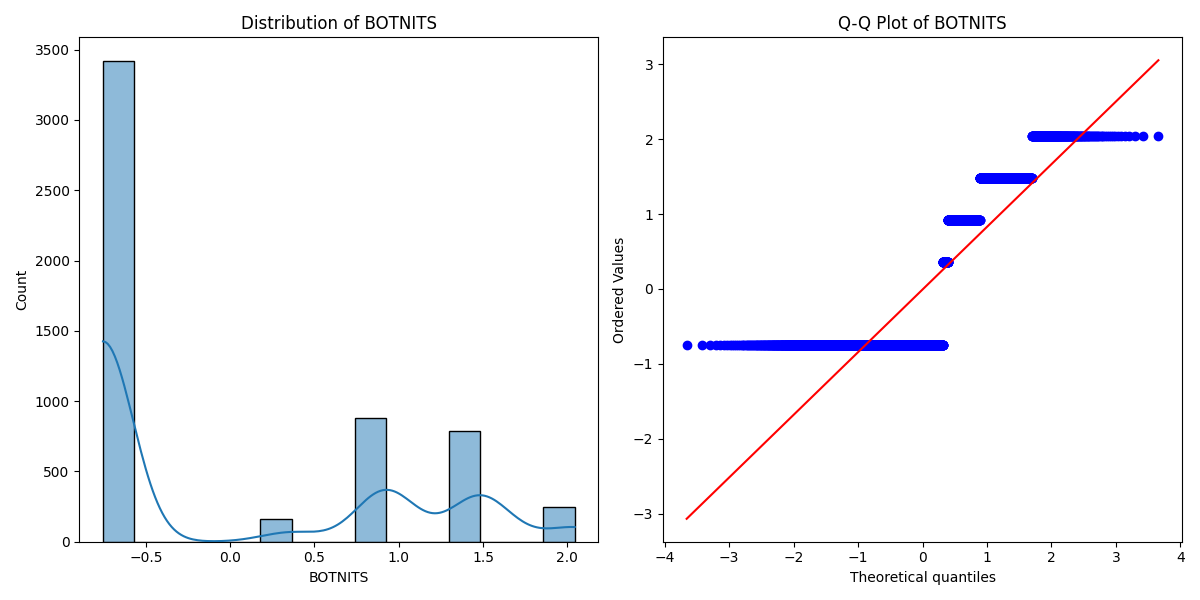 Distribution of BOTNITS
3500
3000
2500
2000
1500
1000
500
0
Count
−0.5 0.0 0.5 1.0 1.5 2.0
BOTNITS
Q-Q Plot of BOTNITS
3
2
1
0
−1
−2
−3
Ordered Values
−4 −3 −2 −1 0 1 2 3 4
Theoretical quantiles